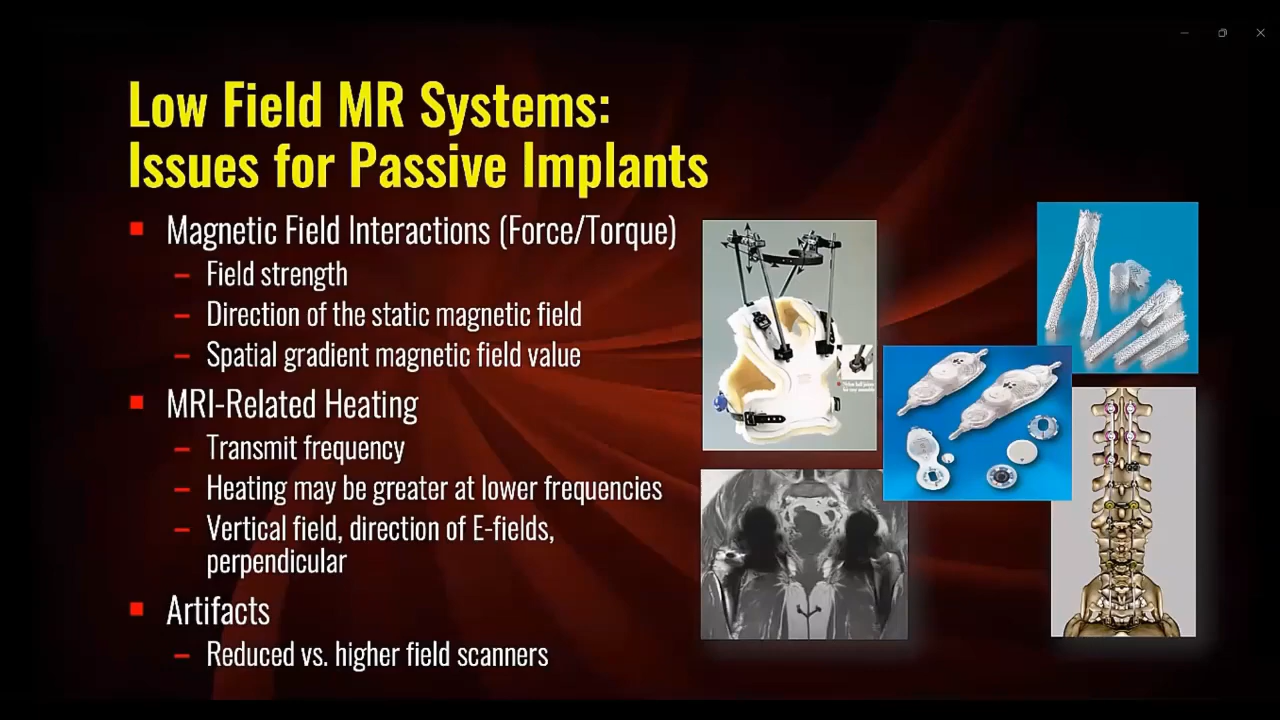 Low Field MR Systems:
Issues for Passive Implants
Magnetic Field Interactions (Force/Torque)
– Field strength
– Direction of the static magnetic field
– Spatial gradient magnetic field value
MRI-Related Heating
– Transmit frequency
– Heating may be greater at lower frequencies
– Vertical field, direction of E-fields,
perpendicular
Artifacts
– Reduced vs. higher field scanners